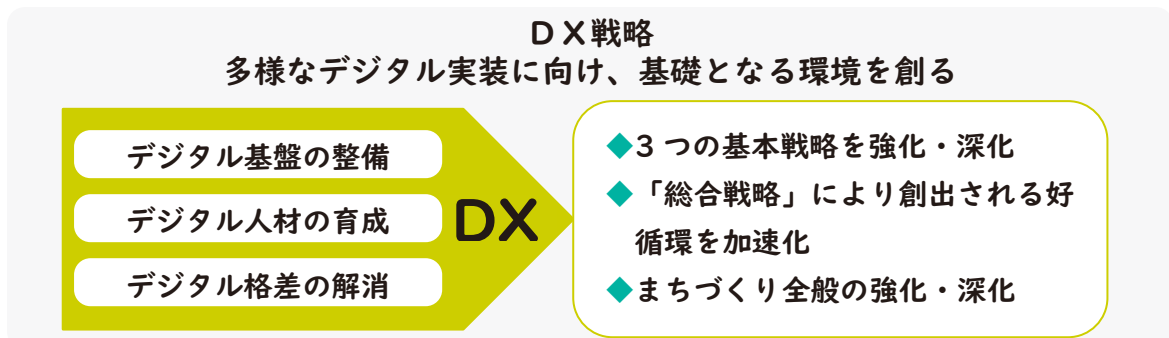 DX戦略
多様なデジタル実装に向け、基礎となる環境を創る
デジタル基盤の整備
デジタル人材の育成
デジタル格差の解消
DX
◆3つの基本戦略を強化・深化
◆「総合戦略」により創出される好
循環を加速化
◆まちづくり全般の強化・深化